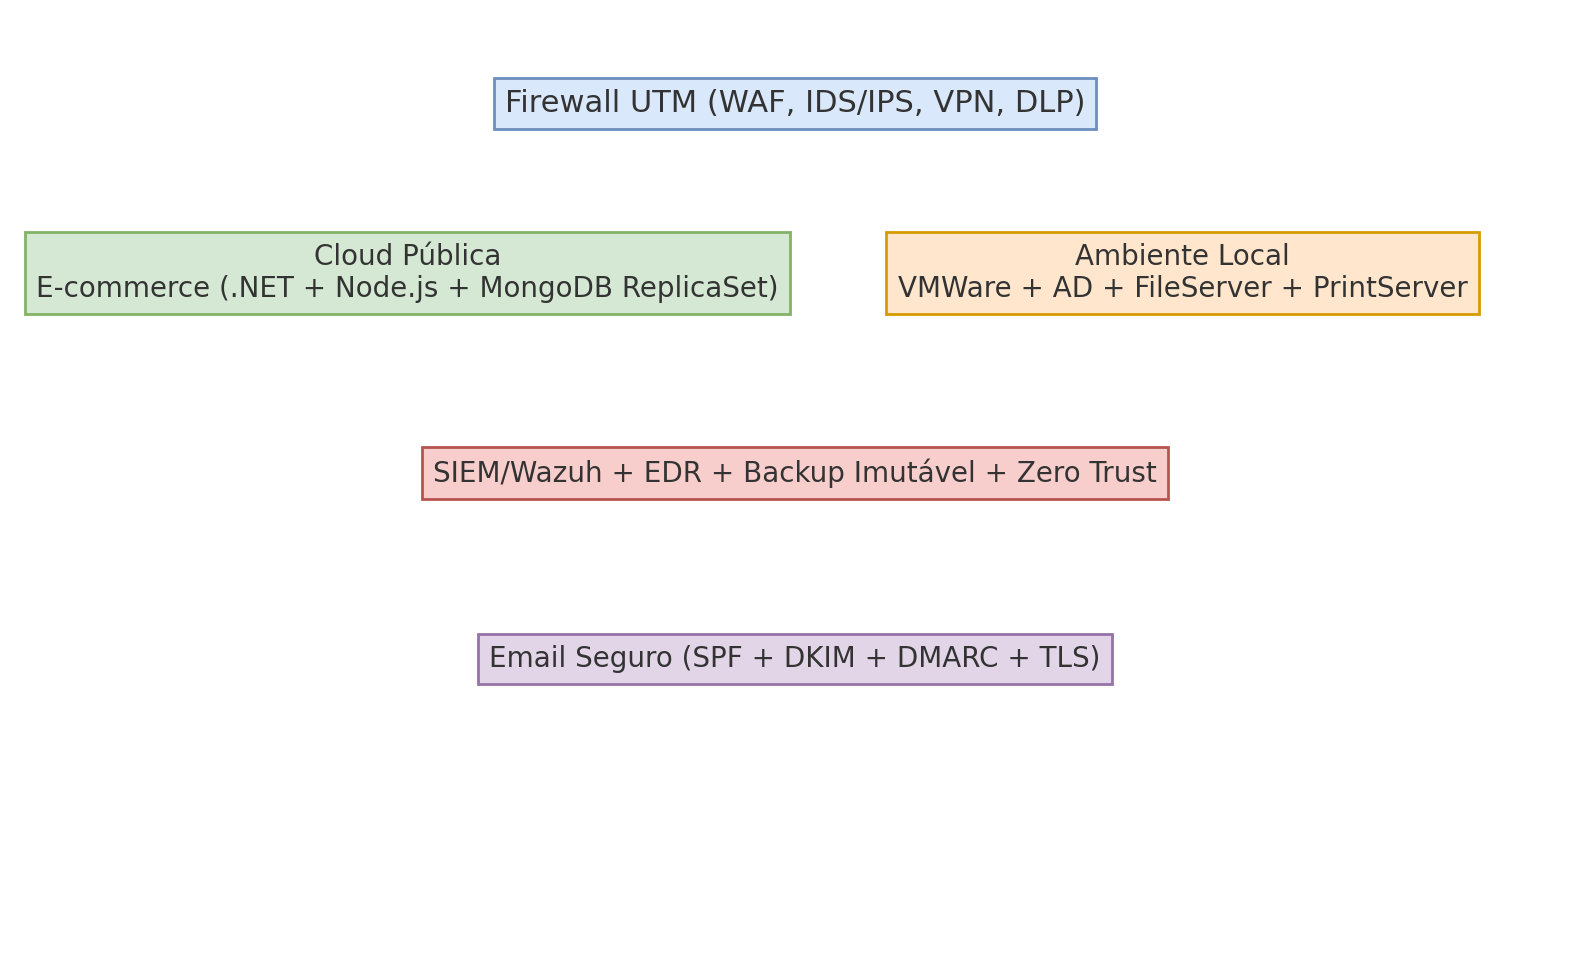 Firewall UTM (WAF, IDS/IPS, VPN, DLP)
Cloud Pública
E-commerce (.NET + Node.js + MongoDB ReplicaSet)
Ambiente Local
VMWare + AD + FileServer + PrintServer
SIEM/Wazuh + EDR + Backup Imutável + Zero Trust
Email Seguro (SPF + DKIM + DMARC + TLS)